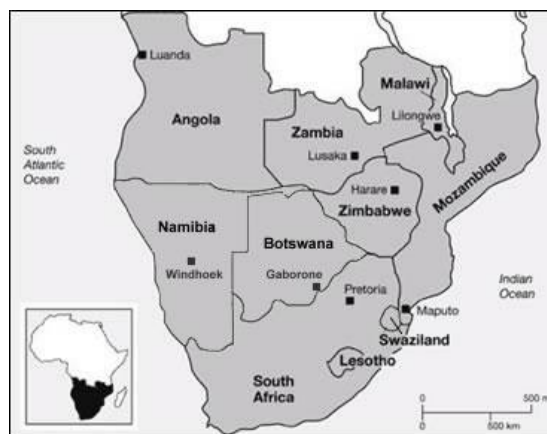 Luanda
Malawi
Angola
Lilongwe
Zambia
South
Atlantic
Ocean
Lusaka
Mozambique
Harare
Zimbabwe
Namibia
Botswana
Windhoek
Gaborone
Pretoria
Indian
Ocean
Maputo
Swaziland
Lesotho
South
Africa
0
500 m
0
500 km